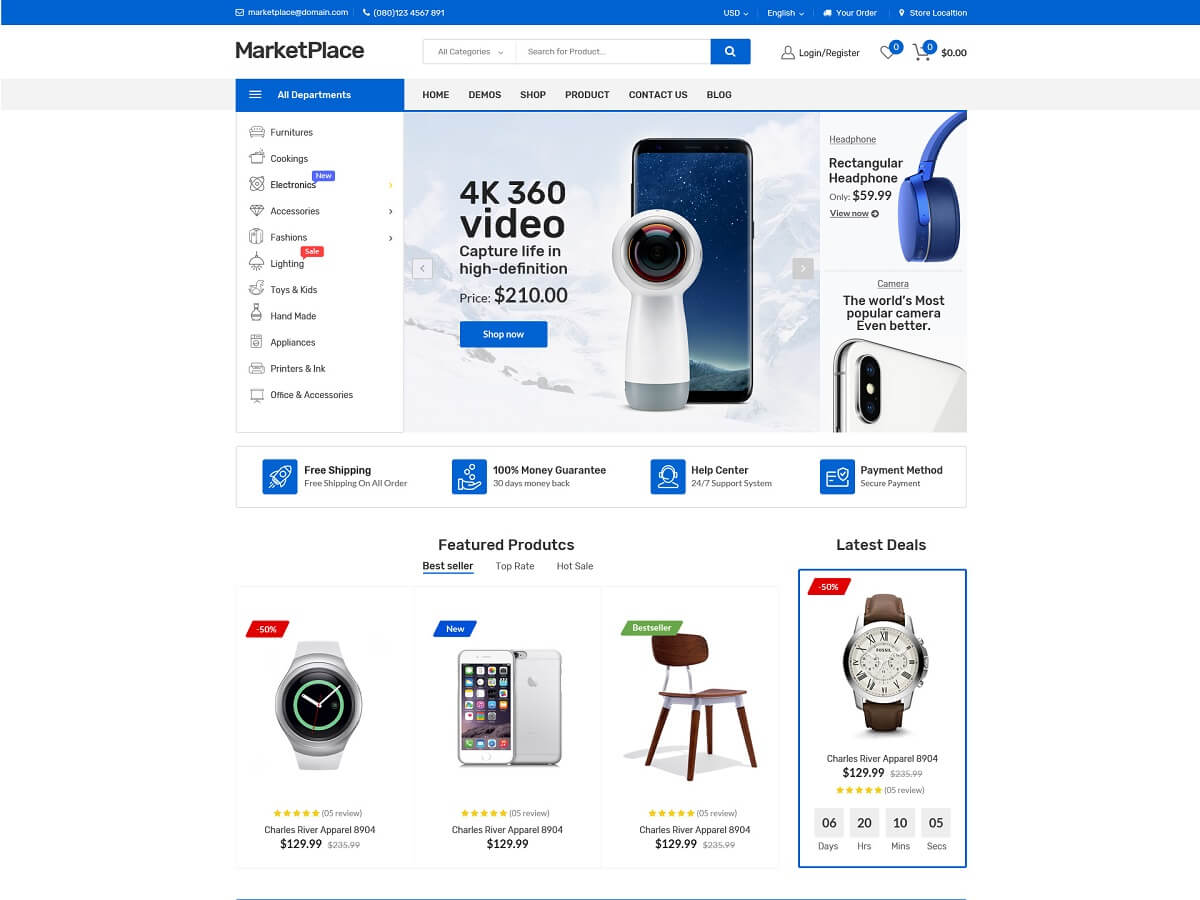 marketplace@domain.com
(080)123 4567 891
USD
English
Your Order
Store Localtion
MarketPlace
All Categories
Search for Product...
Login/Register
0
0
$0.00
All Departments
HOME
DEMOS
SHOP
PRODUCT
CONTACT US
BLOG
Furnitures
Cookings
New
Electronics
Accessories
Fashions
Sale
Lighting
Toys & Kids
Hand Made
Appliances
Printers & Ink
Office & Accessories
4K 360
video
Capture life in
high-definition
Price: $210.00
Shop now
Headphone
Rectangular
Headphone
Only: $59.99
View now
Camera
The world's Most
popular camera
Even better.
Free Shipping
Free Shipping On All Order
100% Money Guarantee
30 days money back
Help Center
24/7 Support System
Payment Method
Secure Payment
Featured Produtcs
Best seller
Top Rate
Hot Sale
-50%
(05 review)
Charles River Apparel 8904
$129.99 $235.99
New
(05 review)
Charles River Apparel 8904
$129.99
Bestseller
(05 review)
Charles River Apparel 8904
$129.99 $235.99
Latest Deals
-50%
FOSSIL
Charles River Apparel 8904
$129.99 $235.99
(05 review)
06 20 10 05
Days Hrs Mins Secs